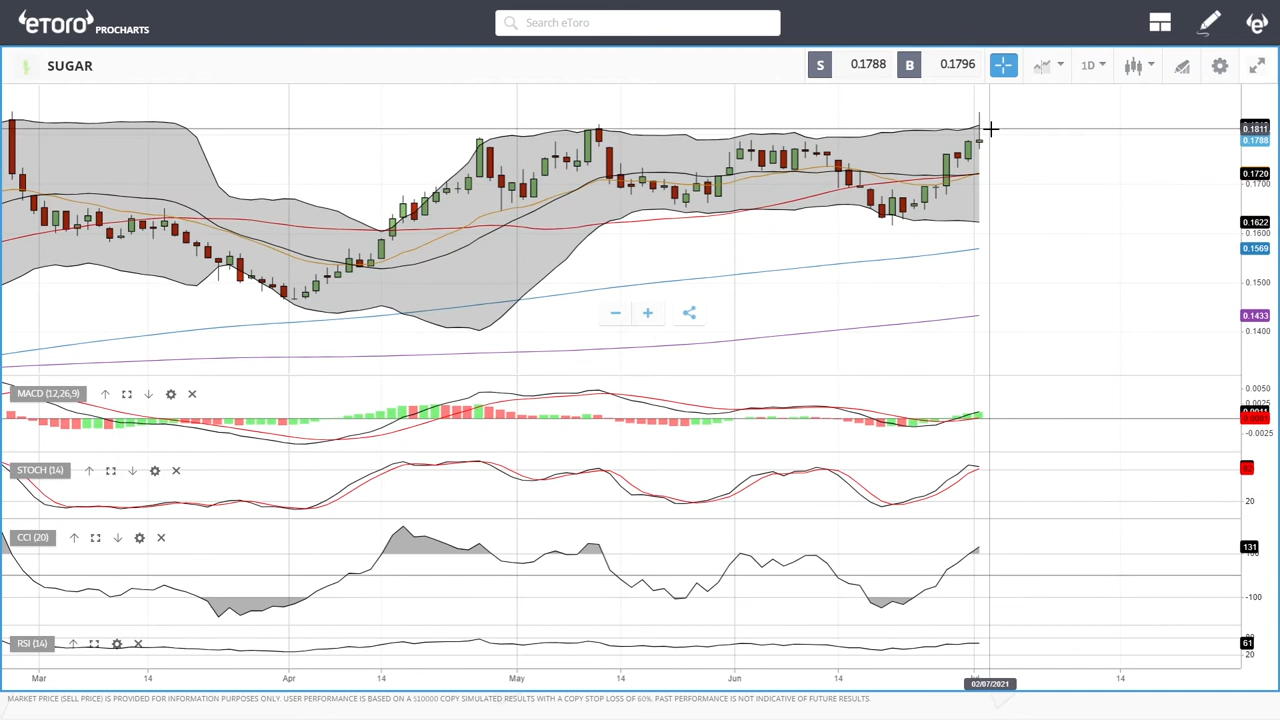 eToro PROCHARTS
Search eToro
SUGAR
S 0.1788 B 0.1796
1D
0.1811
0.1788
0.1720
0.1700
0.1622
0.1600
0.1569
0.1500
0.1433
0.1400
MACD (12,26,9)
0.0050
0.0025
-0.0025
STOCH (14)
20
CCI (20)
131
-100
RSI (14)
61
20
Mar 14 Apr 14 May 14 Jun 14 14
02/07/2021
MARKET PRICE (SELL PRICE) IS PROVIDED FOR INFORMATION PURPOSES ONLY. USER PERFORMANCE IS BASED ON A $10000 COPY SIMULATED RESULTS WITH A COPY STOP LOSS OF 60%. PAST PERFORMANCE IS NOT INDICATIVE OF FUTURE RESULTS.